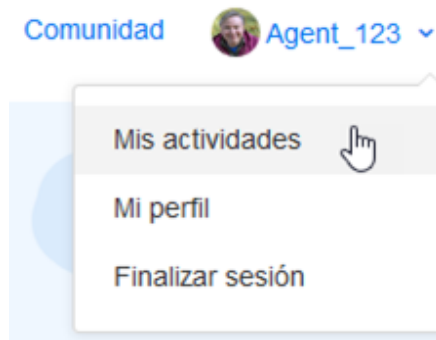 Comunidad Agent_123
Mis actividades
Mi perfil
Finalizar sesión